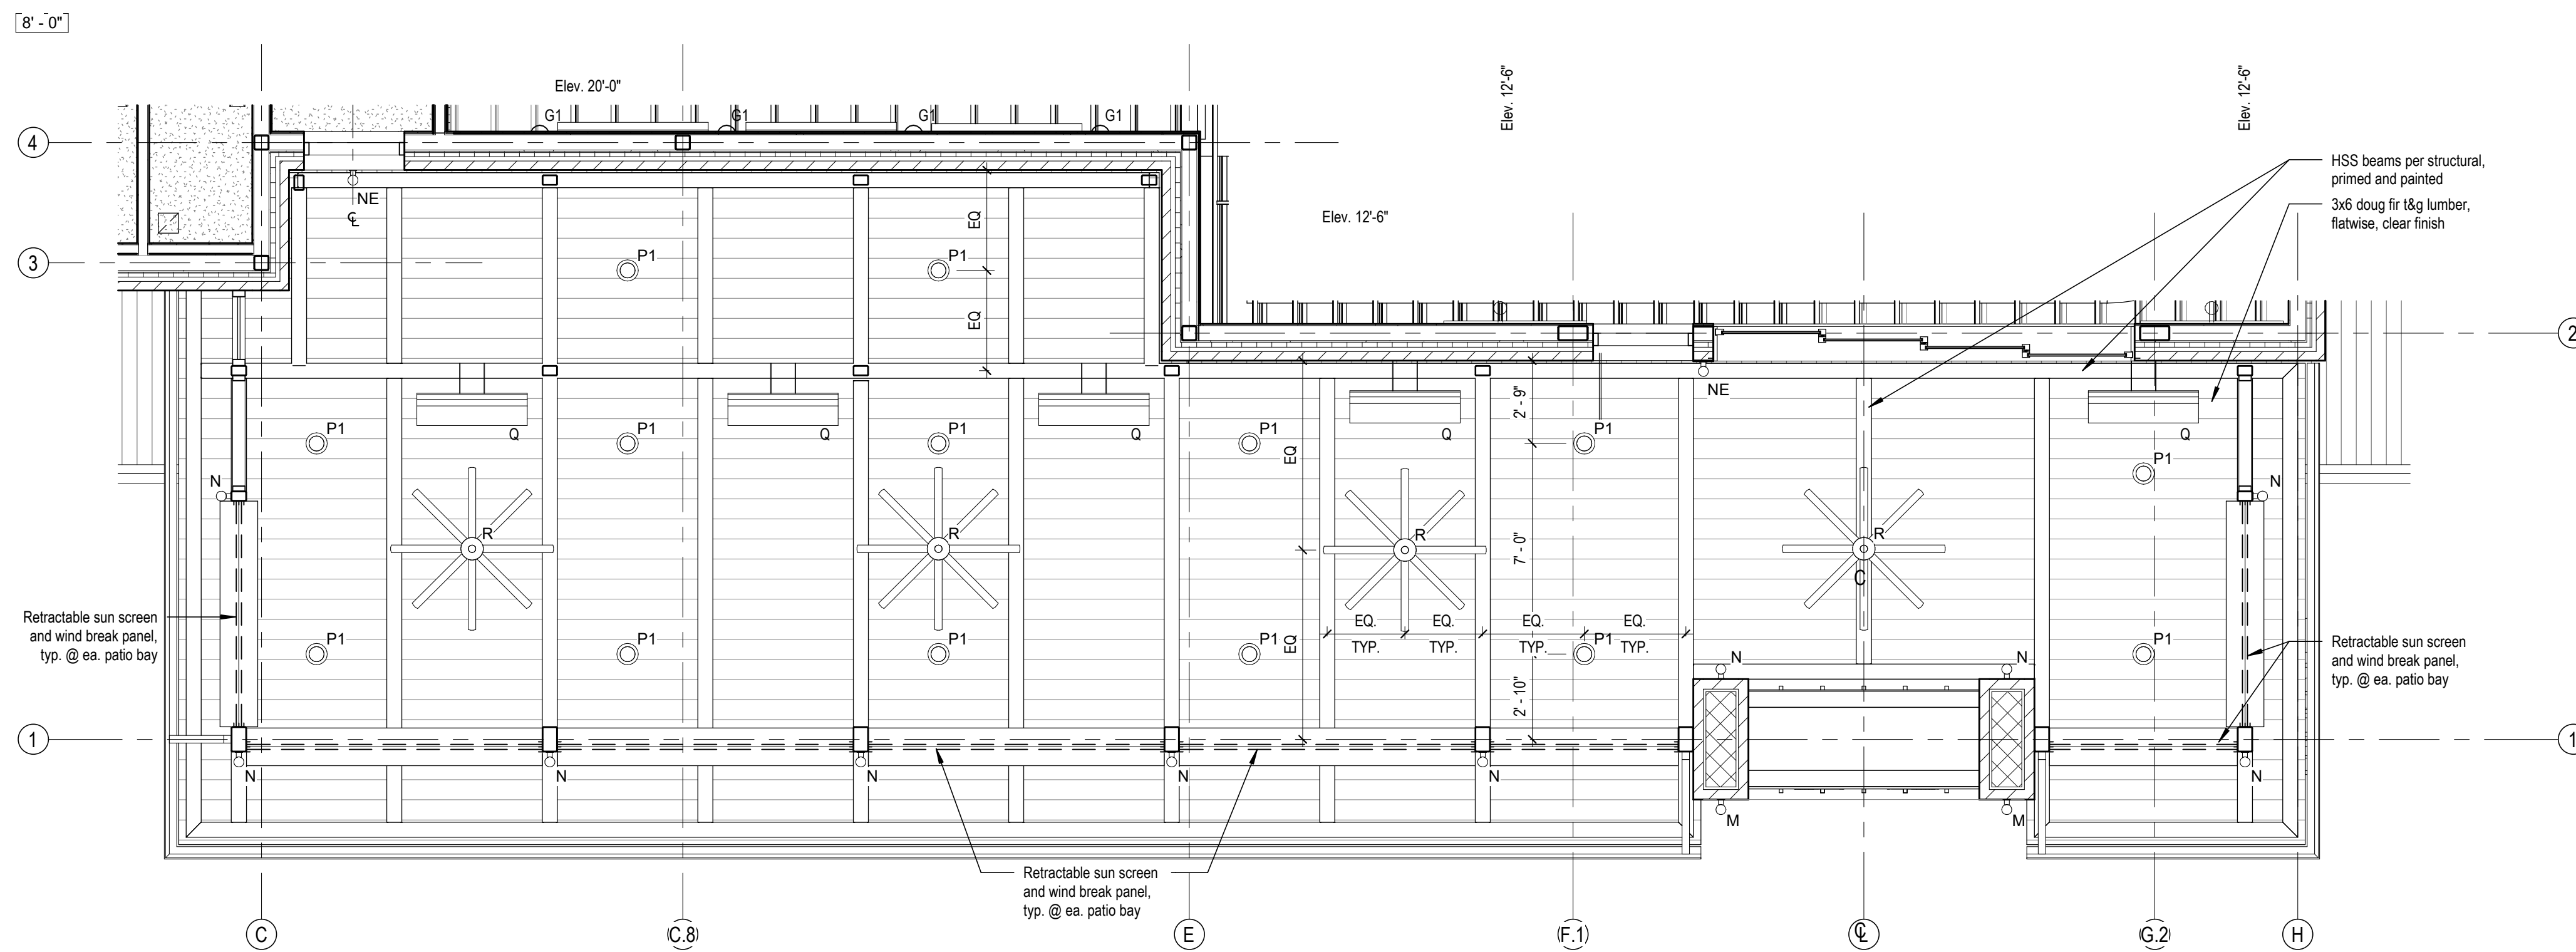 8' - 0"
Elev. 20'-0"
Elev. 12'-6"
Elev. 12'-6"
G1
G1
G1
G1
4
HSS beams per structural,
primed and painted
NE
℄
3x6 doug fir t&g lumber,
flatwise, clear finish
EQ
Elev. 12'-6"
3
P1
P1
EQ
2
NE
2' - 9"
Q
Q
Q
Q
Q
P1
P1
P1
P1
P1
EQ
P1
N
N
R
R
R
R
7' - 0"
C
Retractable sun screen
and wind break panel,
typ. @ ea. patio bay
EQ.
EQ.
EQ.
EQ.
TYP.
TYP.
TYP.
TYP.
P1
P1
P1
P1
EQ
P1
P1
Retractable sun screen
and wind break panel,
typ. @ ea. patio bay
N
N
2' - 10"
1
1
N
N
N
N
N
N
M
M
Retractable sun screen
and wind break panel,
typ. @ ea. patio bay
C
C.8
E
F.1
℄
G.2
H